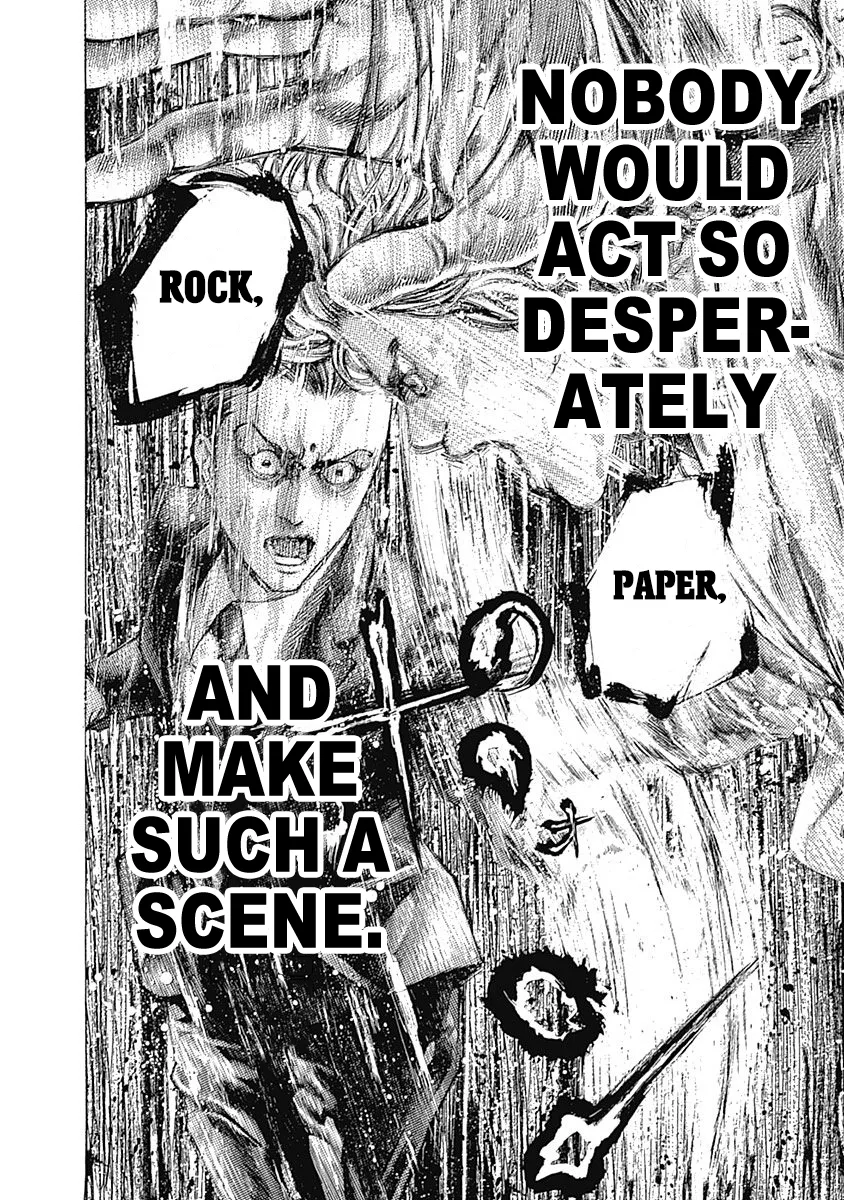 NOBODY
WOULD
ACT SO
DESPER-
ATELY
ROCK,
PAPER,
AND
MAKE
SUCH A
SCENE.